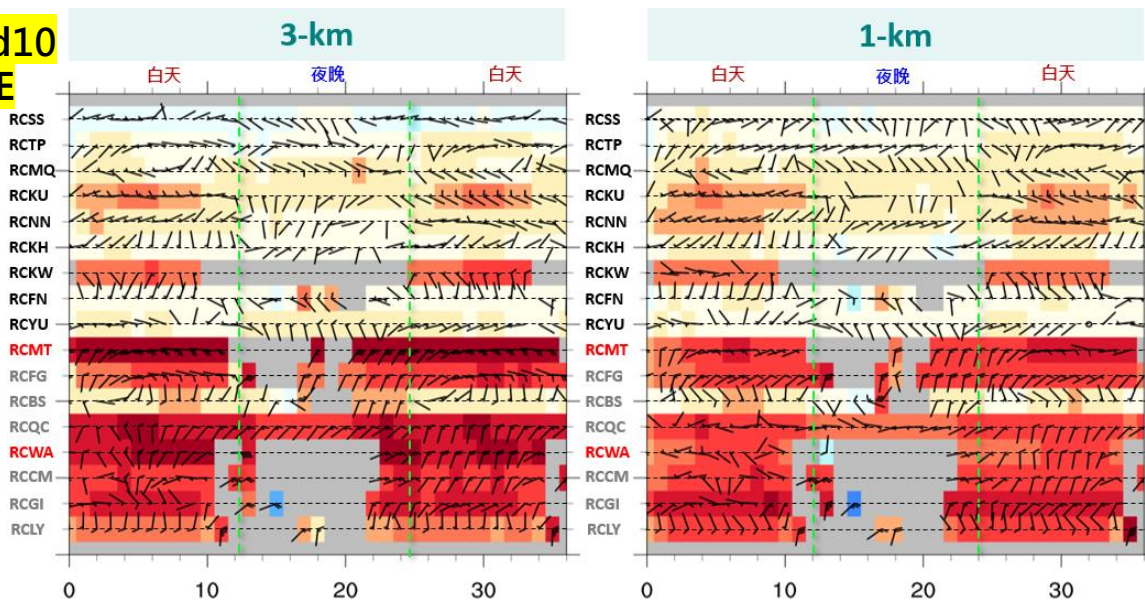 d10
E
3-km
白天
夜晚
白天
RCSS
RCTP
RCMQ
RCKU
RCNN
RCKH
RCKW
RCFN
RCYU
RCMT
RCFG
RCBS
RCQC
RCWA
RCCM
RCGI
RCLY
0
10
20
30
1-km
白天
夜晚
白天
RCSS
RCTP
RCMQ
RCKU
RCNN
RCKH
RCKW
RCFN
RCYU
RCMT
RCFG
RCBS
RCQC
RCWA
RCCM
RCGI
RCLY
0
10
20
30